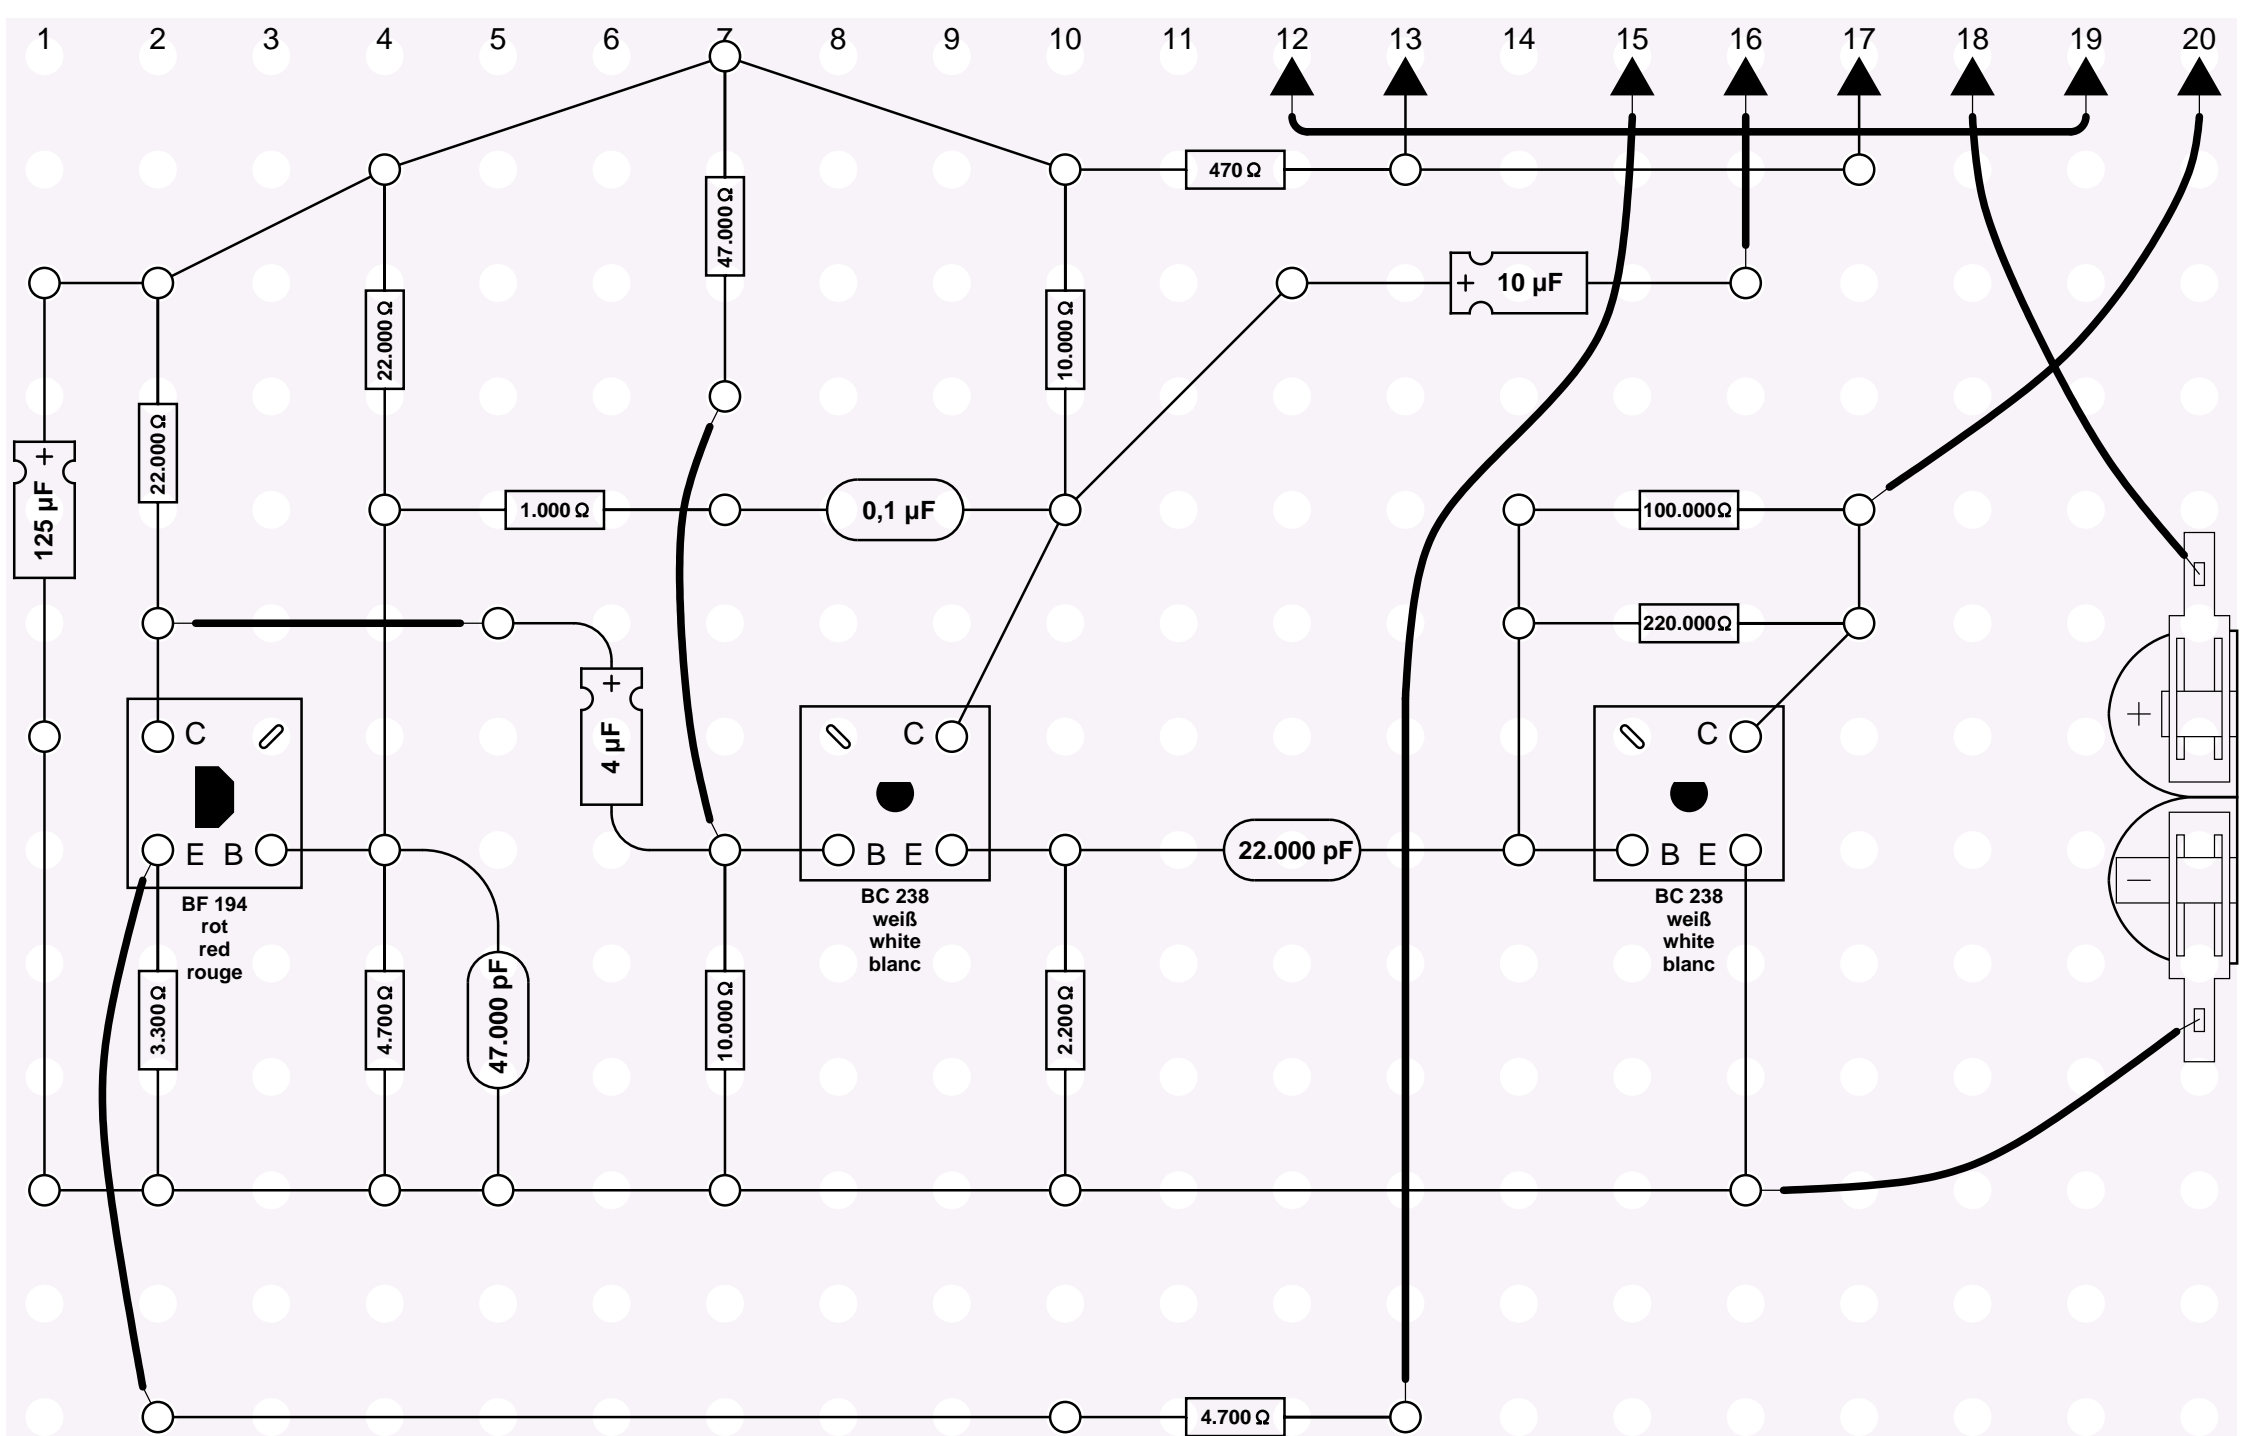 1 2 3 4 5 6 7 8 9 10 11 12 13 14 15 16 17 18 19 20
470 Ω
47.000 Ω
+ 10 µF
22.000 Ω
10.000 Ω
22.000 Ω
+
125 µF
1.000 Ω
0,1 µF
100.000Ω
220.000Ω
+
4 µF
C
C
C
+
E B
B E
22.000 pF
B E
−
BF 194
rot
red
rouge
BC 238
weiß
white
blanc
BC 238
weiß
white
blanc
3.300 Ω
4.700 Ω
47.000 pF
10.000 Ω
2.200 Ω
4.700 Ω